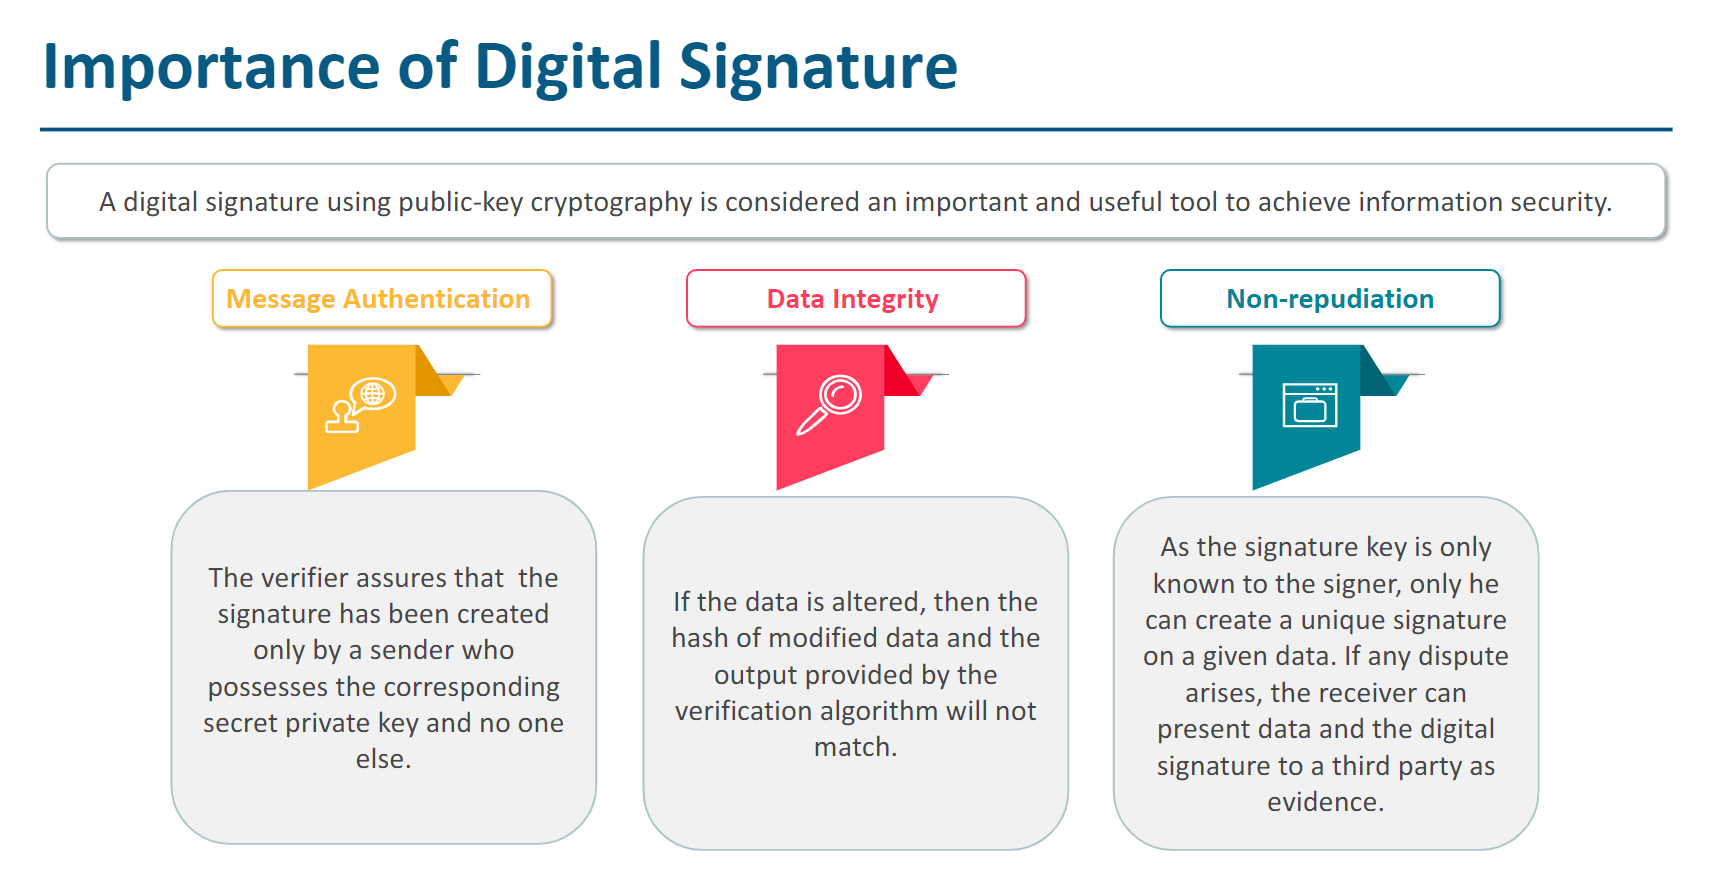 Importance of Digital Signature
A digital signature using public-key cryptography is considered an important and useful tool to achieve information security.
Message Authentication
The verifier assures that the
signature has been created
only by a sender who
possesses the corresponding
secret private key and no one
else.
Data Integrity
If the data is altered, then the
hash of modified data and the
output provided by the
verification algorithm will not
match.
Non-repudiation
As the signature key is only
known to the signer, only he
can create a unique signature
on a given data. If any dispute
arises, the receiver can
present data and the digital
signature to a third party as
evidence.